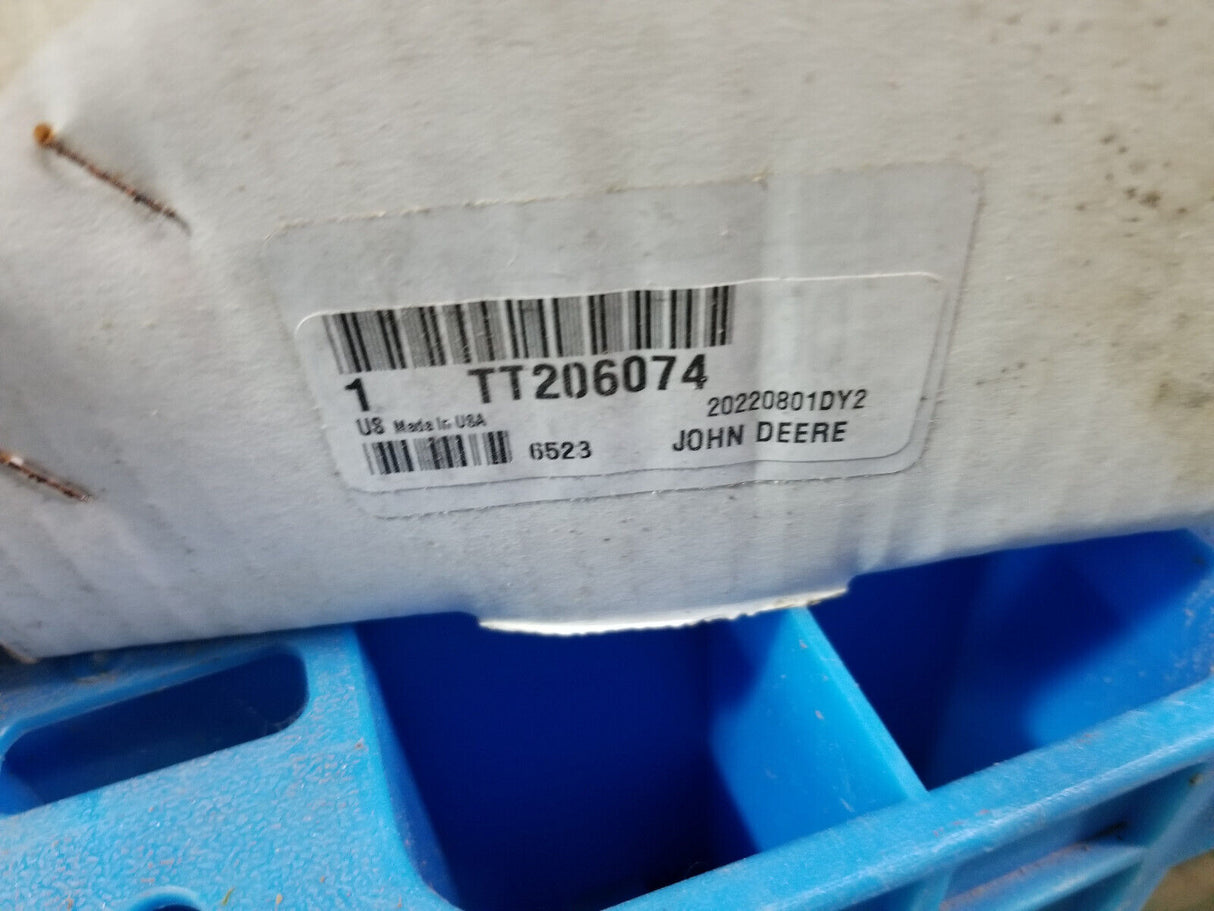 1 TT206074
20220801DY2
US Made in USA
6523 JOHN DEERE